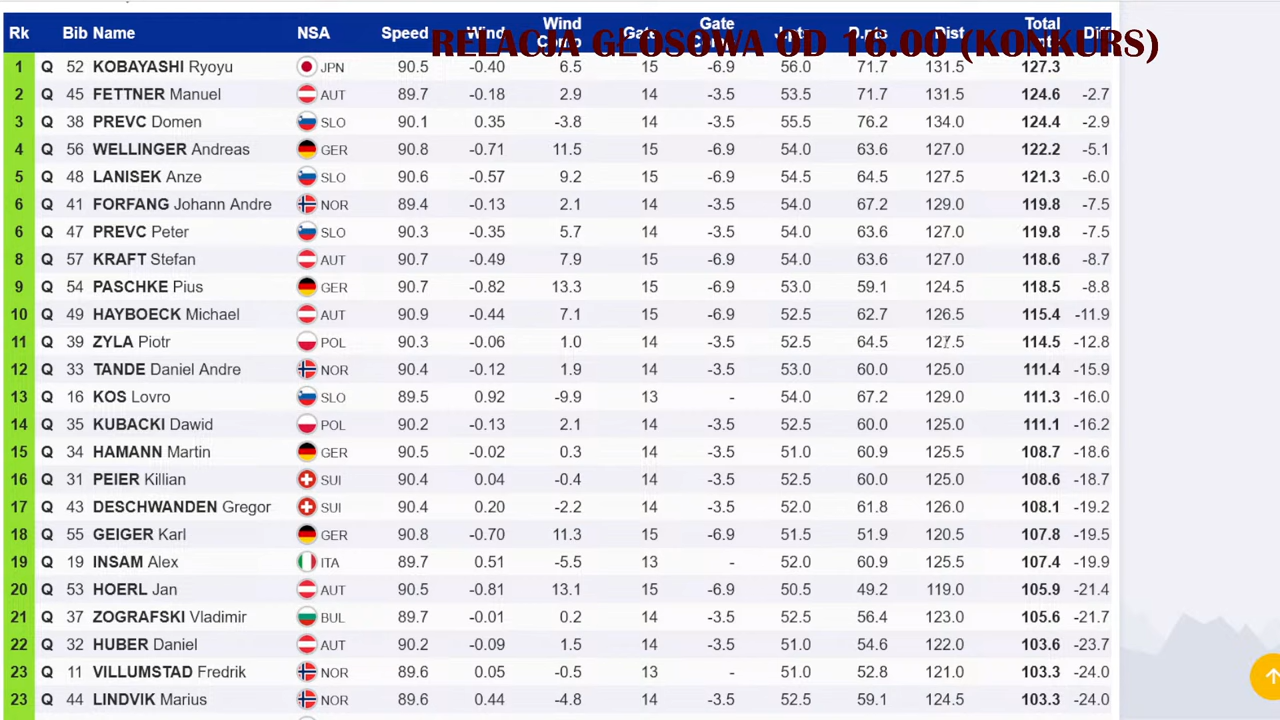 RELACJA GŁOSOWA OD 16.00 (KONKURS)
Rk Bib Name NSA Speed Wind Wind Comp Gate Gate J.pts D.pts Dist Total Diff
1 Q 52 KOBAYASHI Ryoyu JPN 90.5 -0.40 6.5 15 -6.9 56.0 71.7 131.5 127.3
2 Q 45 FETTNER Manuel AUT 89.7 -0.18 2.9 14 -3.5 53.5 71.7 131.5 124.6 -2.7
3 Q 38 PREVC Domen SLO 90.1 0.35 -3.8 14 -3.5 55.5 76.2 134.0 124.4 -2.9
4 Q 56 WELLINGER Andreas GER 90.8 -0.71 11.5 15 -6.9 54.0 63.6 127.0 122.2 -5.1
5 Q 48 LANISEK Anze SLO 90.6 -0.57 9.2 15 -6.9 54.5 64.5 127.5 121.3 -6.0
6 Q 41 FORFANG Johann Andre NOR 89.4 -0.13 2.1 14 -3.5 54.0 67.2 129.0 119.8 -7.5
6 Q 47 PREVC Peter SLO 90.3 -0.35 5.7 14 -3.5 54.0 63.6 127.0 119.8 -7.5
8 Q 57 KRAFT Stefan AUT 90.7 -0.49 7.9 15 -6.9 54.0 63.6 127.0 118.6 -8.7
9 Q 54 PASCHKE Pius GER 90.7 -0.82 13.3 15 -6.9 53.0 59.1 124.5 118.5 -8.8
10 Q 49 HAYBOECK Michael AUT 90.9 -0.44 7.1 15 -6.9 52.5 62.7 126.5 115.4 -11.9
11 Q 39 ZYLA Piotr POL 90.3 -0.06 1.0 14 -3.5 52.5 64.5 127.5 114.5 -12.8
12 Q 33 TANDE Daniel Andre NOR 90.4 -0.12 1.9 14 -3.5 53.0 60.0 125.0 111.4 -15.9
13 Q 16 KOS Lovro SLO 89.5 0.92 -9.9 13 - 54.0 67.2 129.0 111.3 -16.0
14 Q 35 KUBACKI Dawid POL 90.2 -0.13 2.1 14 -3.5 52.5 60.0 125.0 111.1 -16.2
15 Q 34 HAMANN Martin GER 90.5 -0.02 0.3 14 -3.5 51.0 60.9 125.5 108.7 -18.6
16 Q 31 PEIER Killian SUI 90.4 0.04 -0.4 14 -3.5 52.5 60.0 125.0 108.6 -18.7
17 Q 43 DESCHWANDEN Gregor SUI 90.4 0.20 -2.2 14 -3.5 52.5 61.8 126.0 108.1 -19.2
18 Q 55 GEIGER Karl GER 90.8 -0.70 11.3 15 -6.9 51.5 51.9 120.5 107.8 -19.5
19 Q 19 INSAM Alex ITA 89.7 0.51 -5.5 13 - 52.0 60.9 125.5 107.4 -19.9
20 Q 53 HOERL Jan AUT 90.5 -0.81 13.1 15 -6.9 50.5 49.2 119.0 105.9 -21.4
21 Q 37 ZOGRAFSKI Vladimir BUL 89.7 -0.01 0.2 14 -3.5 52.5 56.4 123.0 105.6 -21.7
22 Q 32 HUBER Daniel AUT 90.2 -0.09 1.5 14 -3.5 51.0 54.6 122.0 103.6 -23.7
23 Q 11 VILLUMSTAD Fredrik NOR 89.6 0.05 -0.5 13 - 51.0 52.8 121.0 103.3 -24.0
23 Q 44 LINDVIK Marius NOR 89.6 0.44 -4.8 14 -3.5 52.5 59.1 124.5 103.3 -24.0